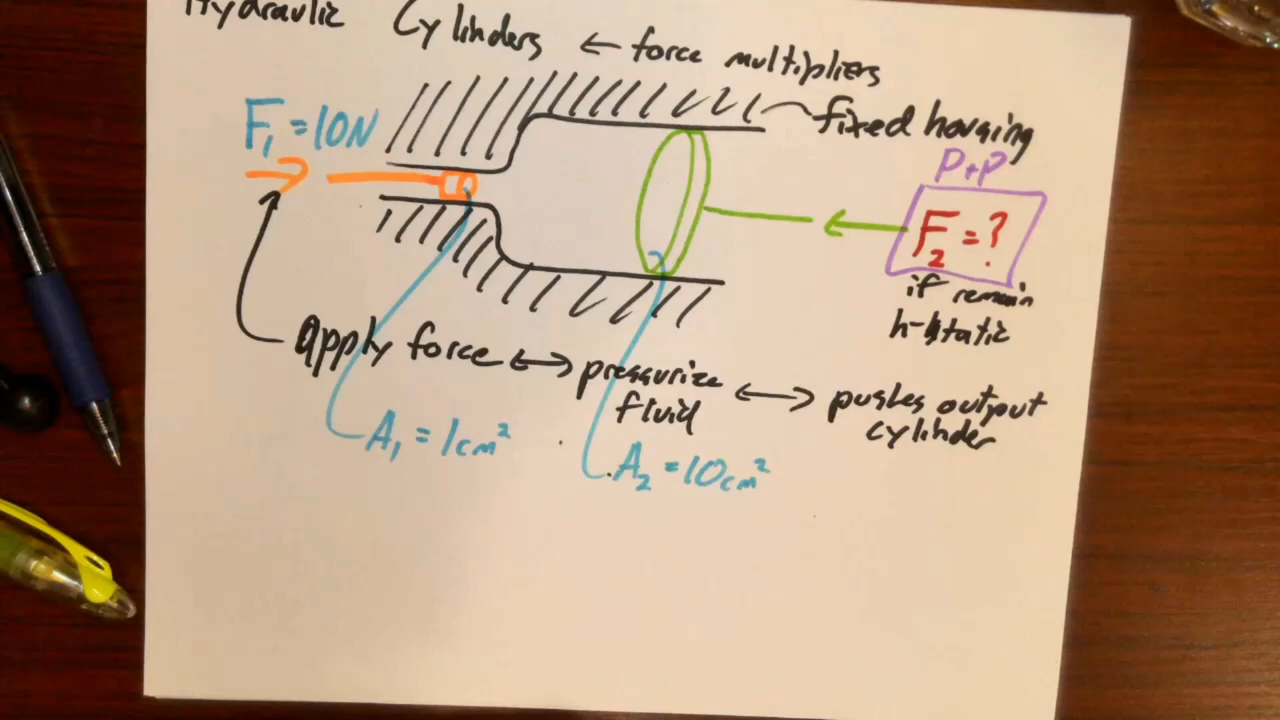 Hydraulic Cylinders ← force multipliers
fixed housing
F₁ = 10N
P+P
F₂ = ?
if remain
h-static
apply force ↔ pressurize
fluid
↔ pushes output
cylinder
A₁ = 1cm²
A₂ = 10cm²